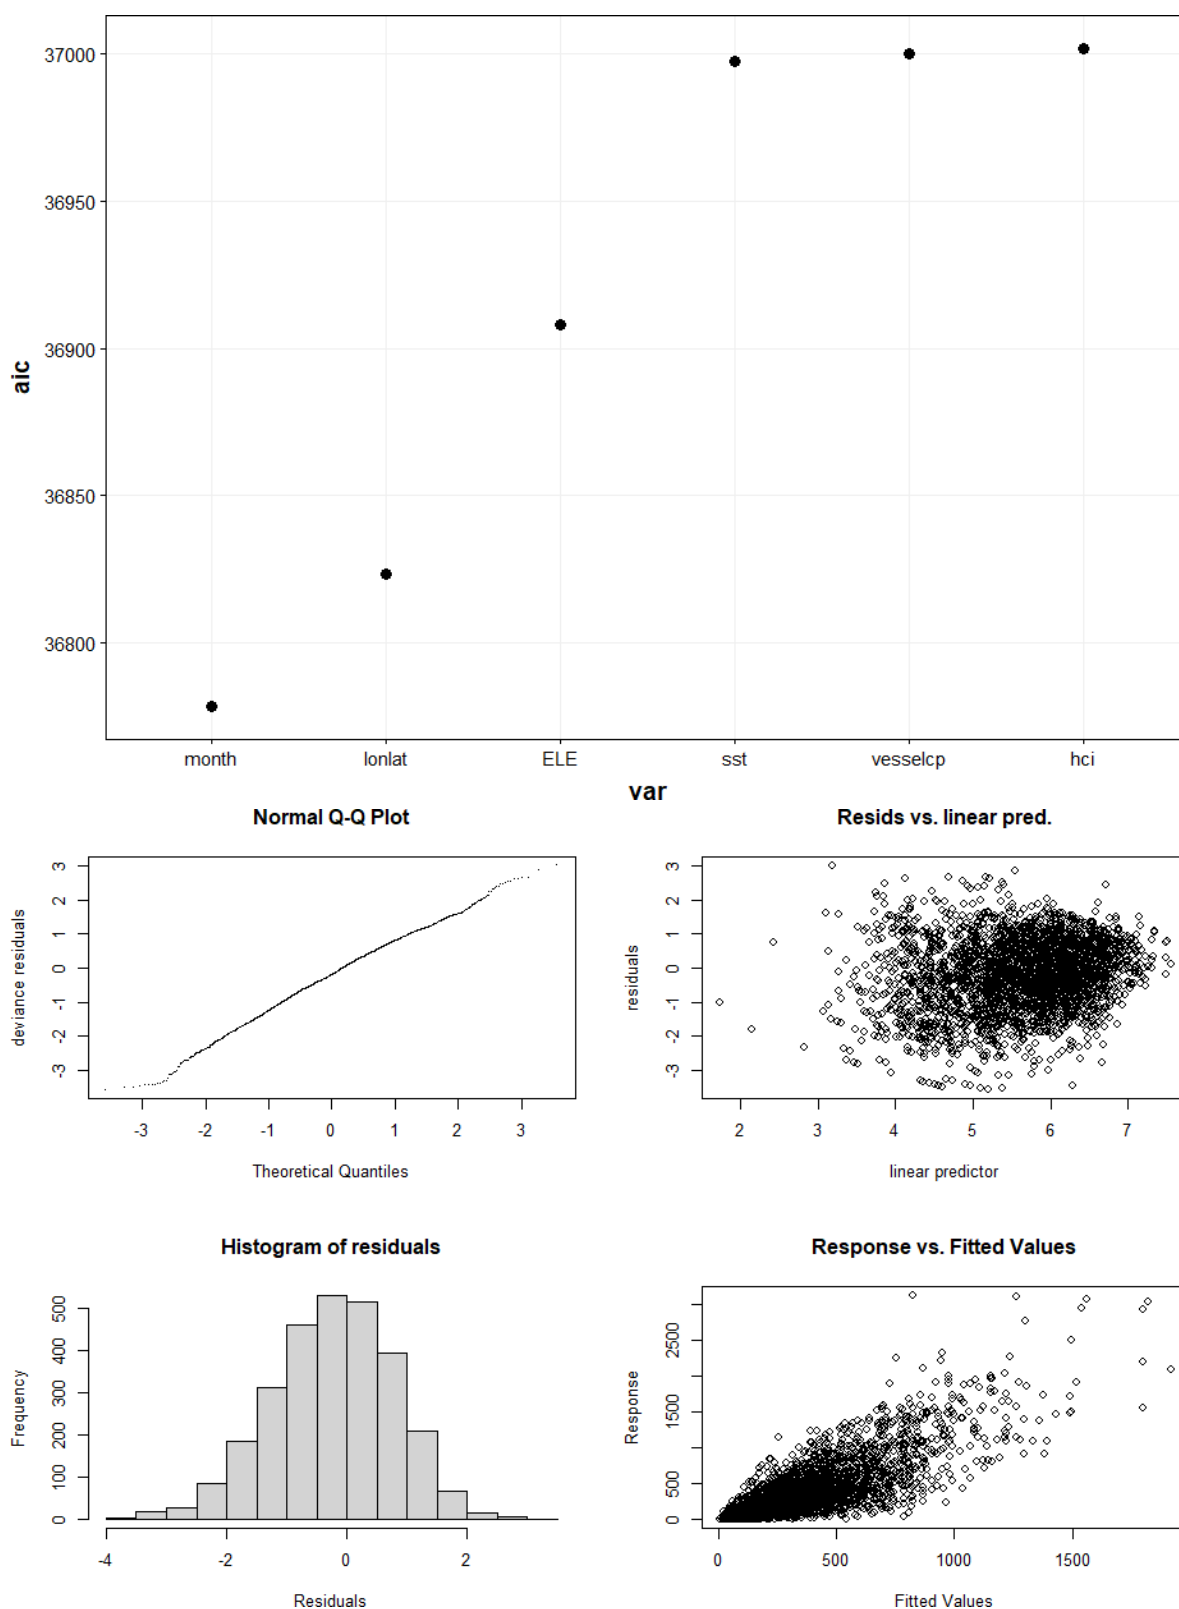 37000
36950
36900
36850
36800
aic
month lonlat ELE sst vesselcp hci
var
Normal Q-Q Plot
deviance residuals
3
2
1
0
-1
-2
-3
-3 -2 -1 0 1 2 3
Theoretical Quantiles
Resids vs. linear pred.
residuals
3
2
1
0
-1
-2
-3
2 3 4 5 6 7
linear predictor
Histogram of residuals
Frequency
500
400
300
200
100
0
-4 -2 0 2
Residuals
Response vs. Fitted Values
Response
2500
1500
500
0
0 500 1000 1500
Fitted Values